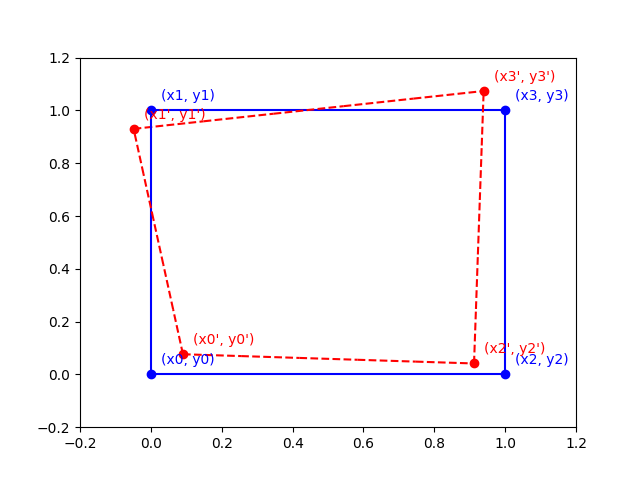 1.2
(x3', y3')
(x1, y1)
(x3, y3)
1.0
(x1', y1')
0.8
0.6
0.4
0.2
(x0', y0')
(x2', y2')
(x0, y0)
(x2, y2)
0.0
−0.2
−0.2 0.0 0.2 0.4 0.6 0.8 1.0 1.2